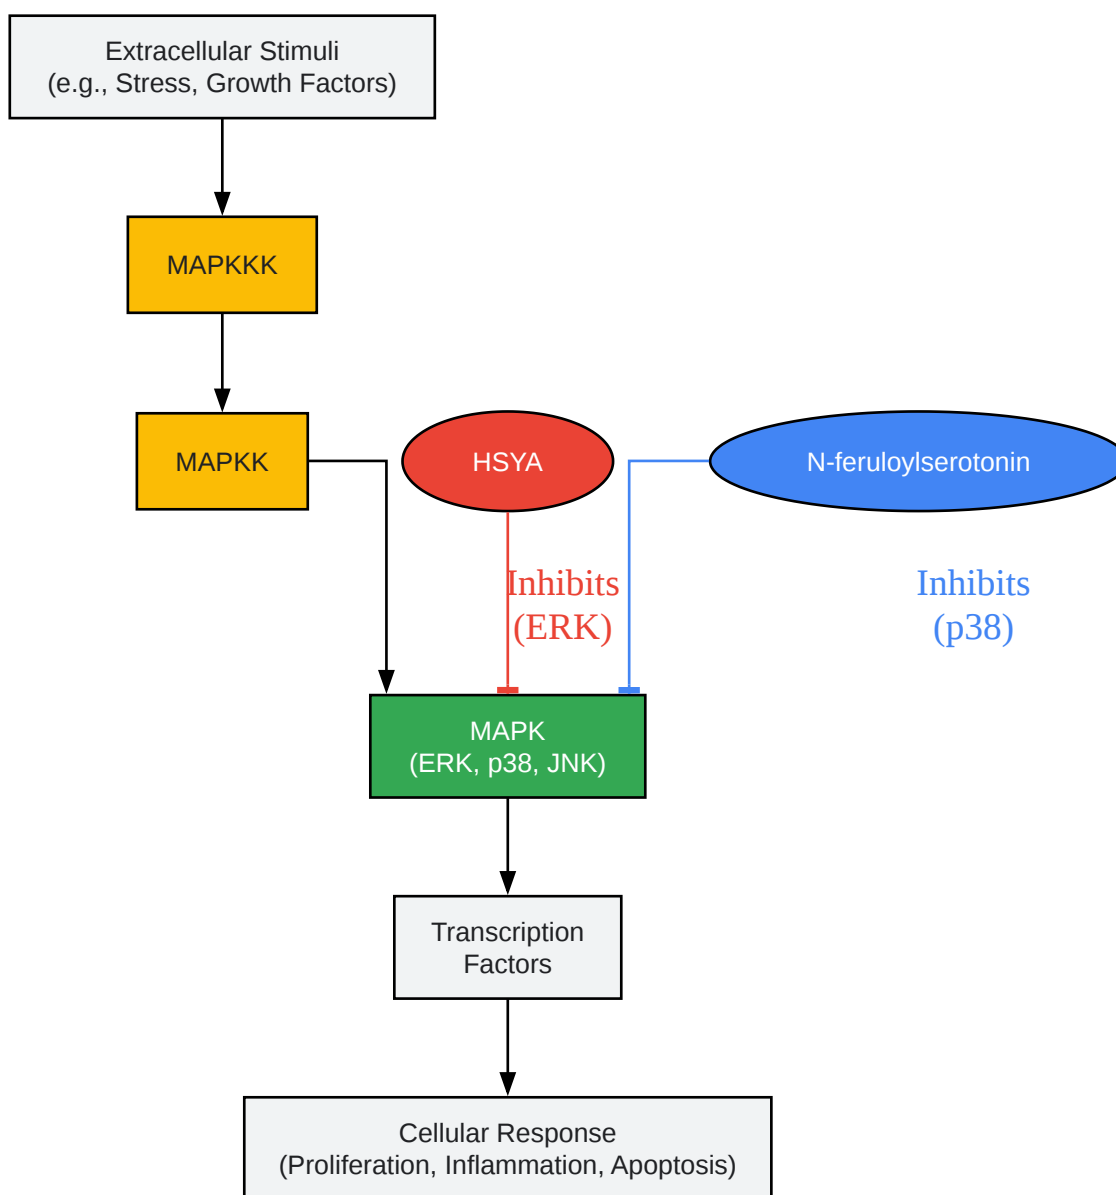 Extracellular Stimuli
(e.g., Stress, Growth Factors)
MAPKKK
MAPKK
HSYA
N-feruloylserotonin
Inhibits
(ERK)
Inhibits
(p38)
MAPK
(ERK, p38, JNK)
Transcription
Factors
Cellular Response
(Proliferation, Inflammation, Apoptosis)